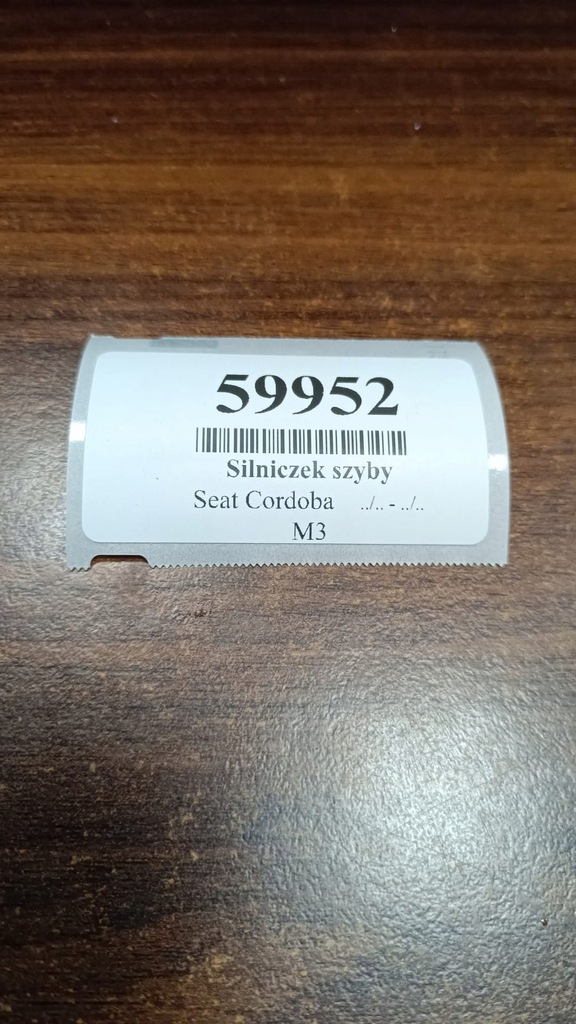 59952
Silniczek szyby
Seat Cordoba ../.. - ../..
M3